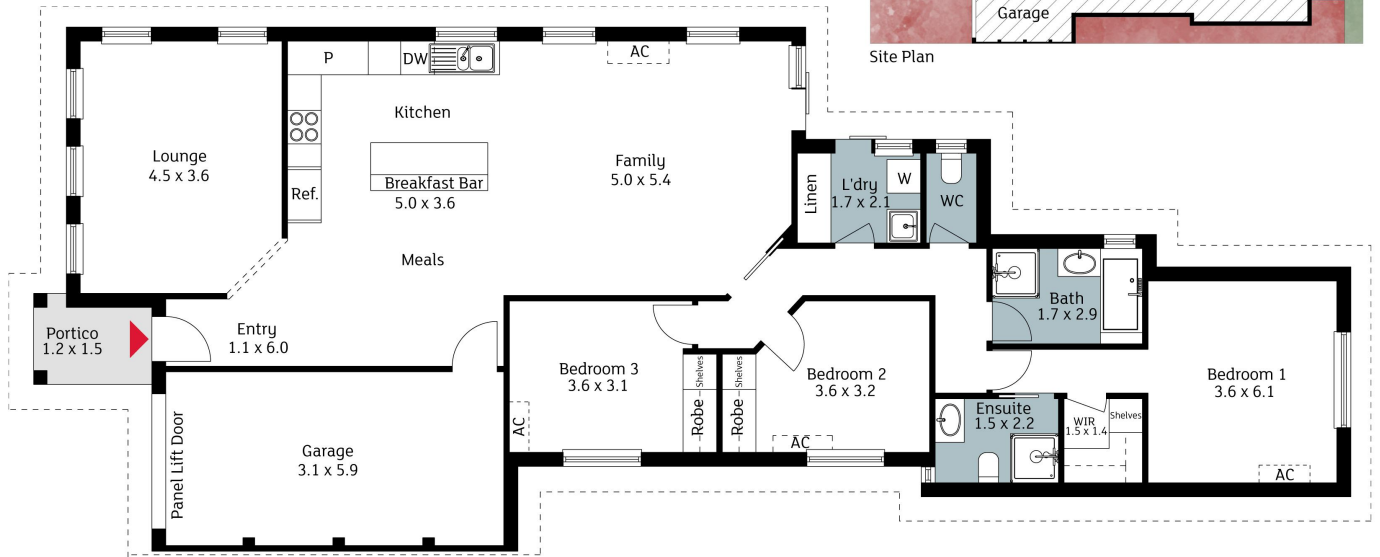 Garage
Site Plan
P
DW
AC
Kitchen
Lounge
4.5 x 3.6
Ref.
Breakfast Bar
5.0 x 3.6
Family
5.0 x 5.4
Linen
L'dry
1.7 x 2.1
W
WC
Meals
Bath
1.7 x 2.9
Portico
1.2 x 1.5
Entry
1.1 x 6.0
Bedroom 3
3.6 x 3.1
AC
Robe
Shelves
Robe
Shelves
Bedroom 2
3.6 x 3.2
AC
Ensuite
1.5 x 2.2
WIR
1.5 x 1.4
Shelves
Bedroom 1
3.6 x 6.1
AC
Panel Lift Door
Garage
3.1 x 5.9